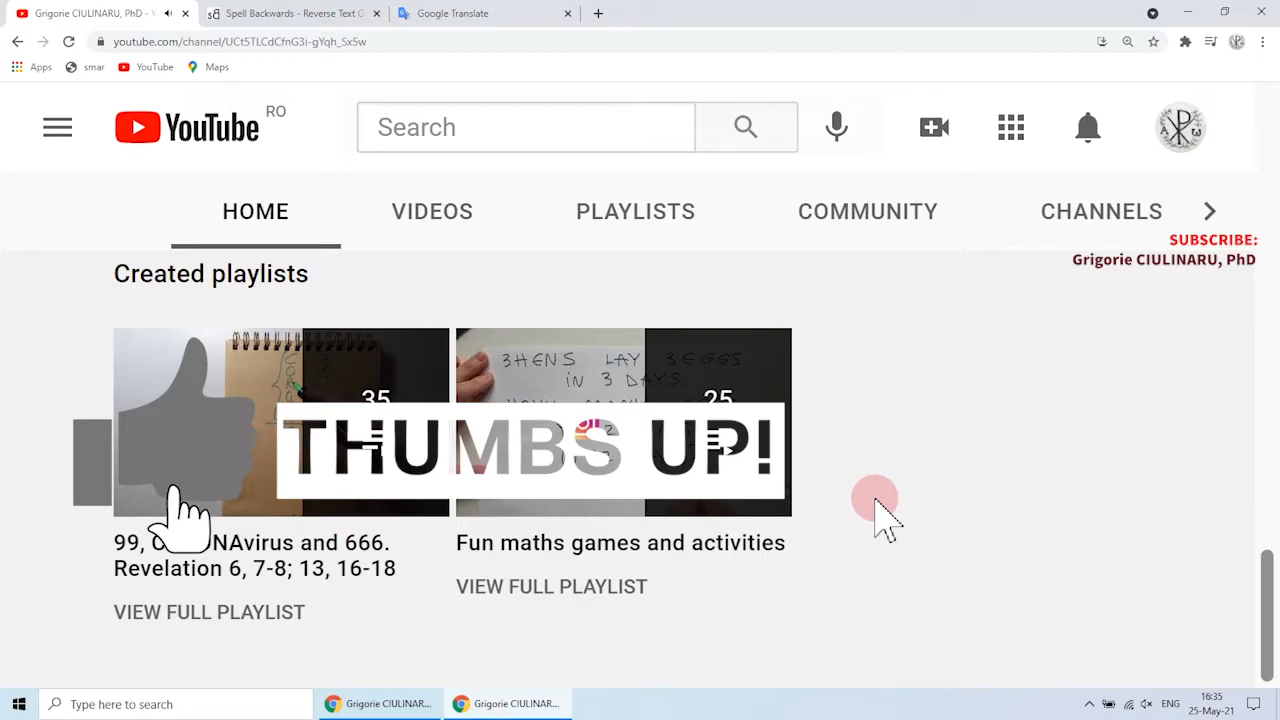 Grigorie CIULINARU, PhD - Y
Spell Backwards - Reverse Text G
Google Translate
youtube.com/channel/UCt5TLCdCfnG3i-gYqh_Sx5w
Apps
smar
YouTube
Maps
YouTube RO
Search
HOME
VIDEOS
PLAYLISTS
COMMUNITY
CHANNELS
SUBSCRIBE:
Grigorie CIULINARU, PhD
Created playlists
35
3 HENS LAY 3 EGGS
IN 3 DAYS.
25
THUMBS UP!
99, NAvirus and 666.
Revelation 6, 7-8; 13, 16-18
VIEW FULL PLAYLIST
Fun maths games and activities
VIEW FULL PLAYLIST
Type here to search
Grigorie CIULINAR...
Grigorie CIULINAR...
ENG
16:35
25-May-21